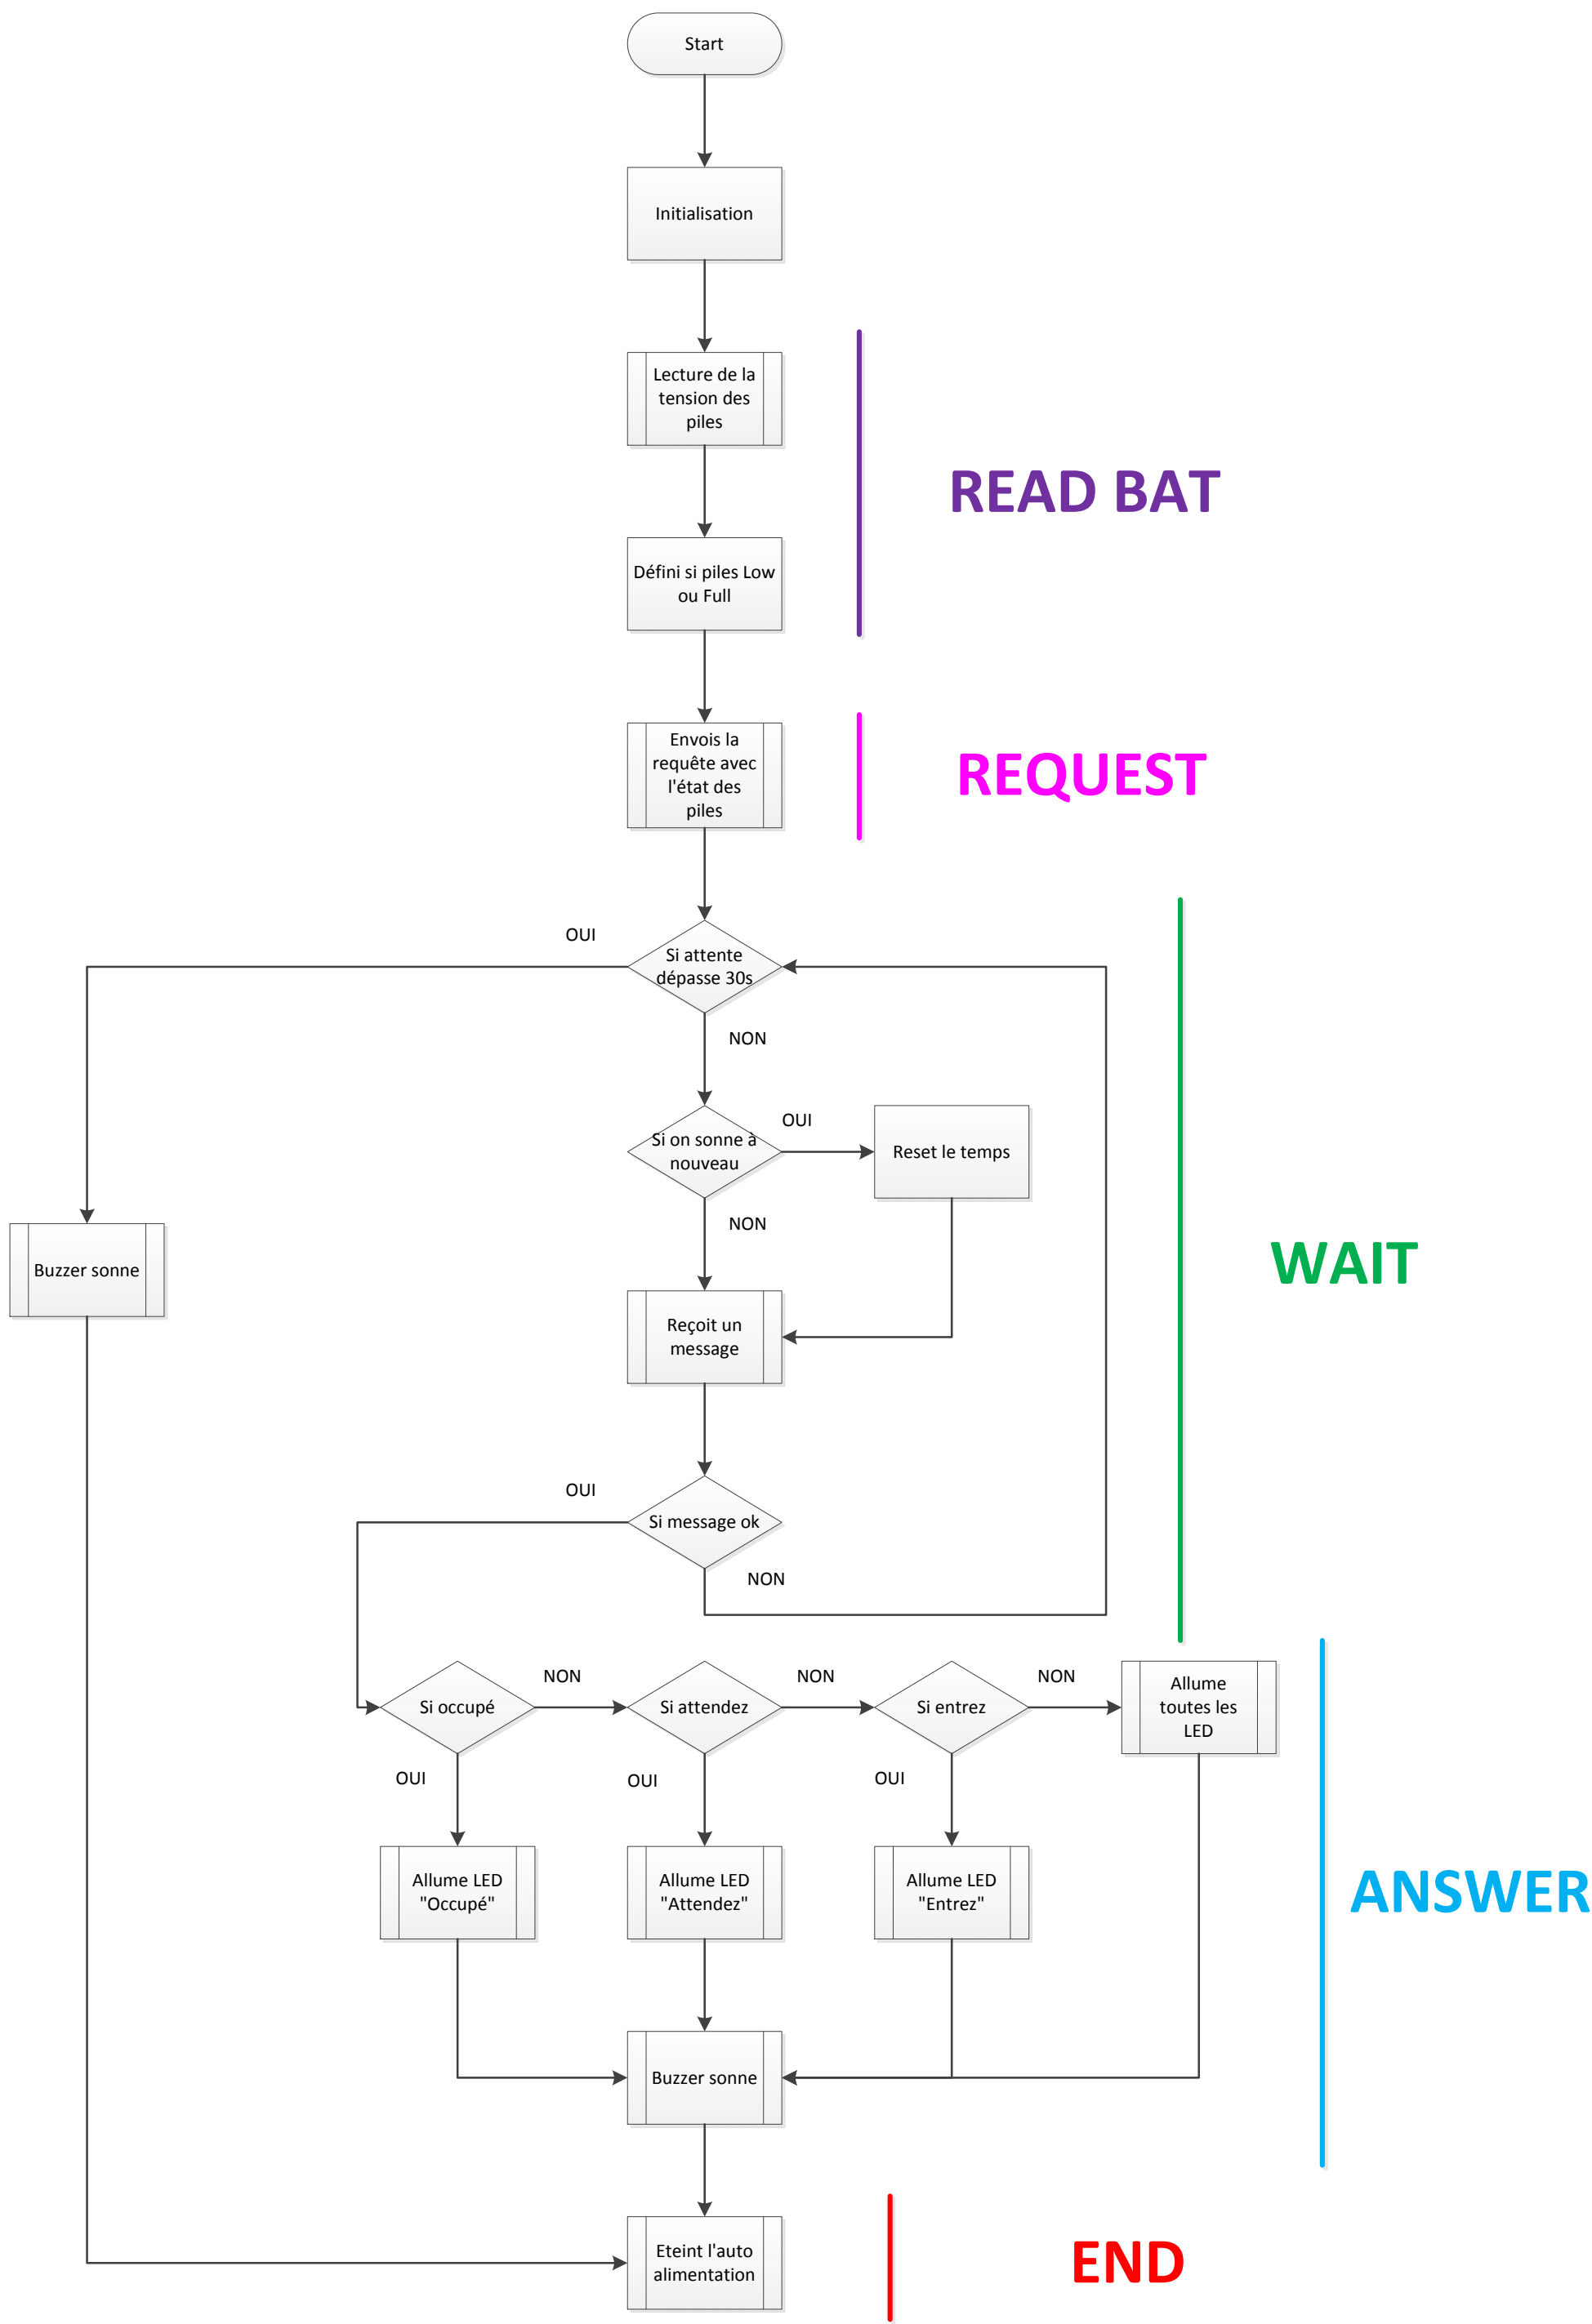 Start
Initialisation
Lecture de la
tension des
piles
READ BAT
Défini si piles Low
ou Full
Envois la
requête avec
l'état des
piles
REQUEST
OUI
Si attente
dépasse 30s
NON
Si on sonne à
nouveau
OUI
Reset le temps
NON
Buzzer sonne
WAIT
Reçoit un
message
OUI
Si message ok
NON
Si occupé
NON
Si attendez
NON
Si entrez
NON
Allume
toutes les
LED
OUI
OUI
OUI
Allume LED
"Occupé"
Allume LED
"Attendez"
Allume LED
"Entrez"
ANSWER
Buzzer sonne
Eteint l'auto
alimentation
END